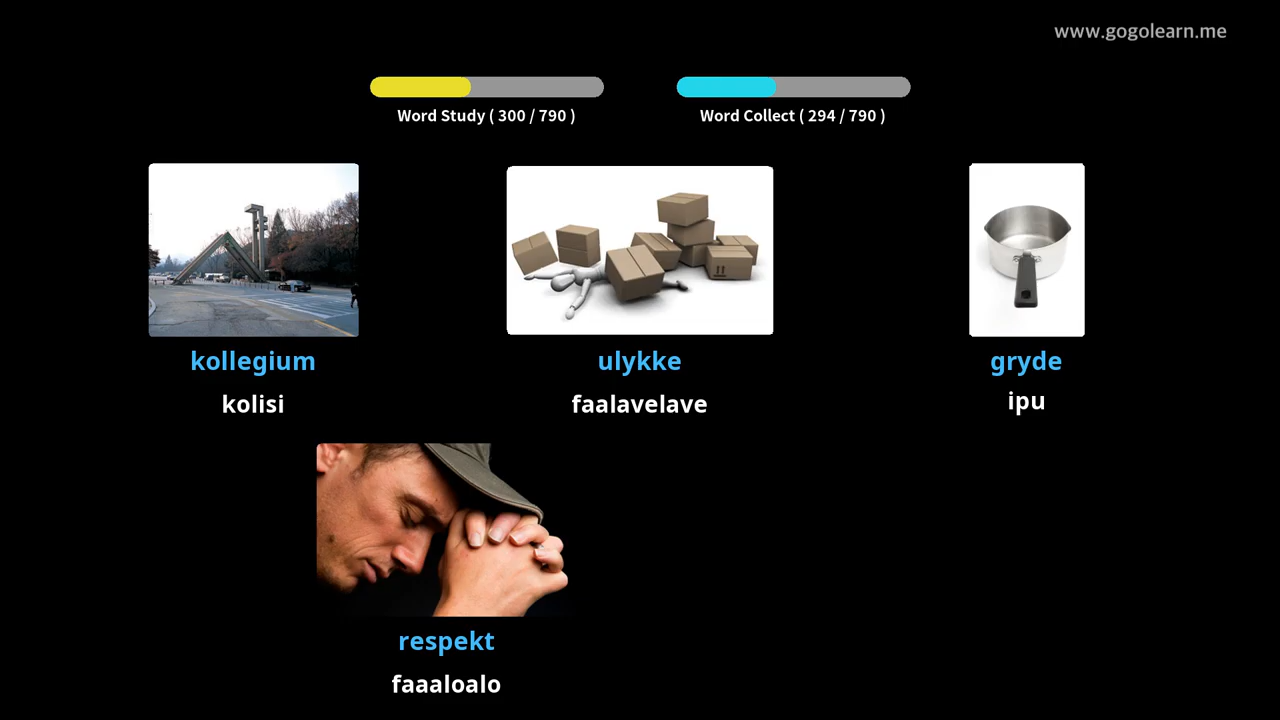 www.gogolearn.me
Word Study ( 300 / 790 )
Word Collect ( 294 / 790 )
kollegium
kolisi
ulykke
faalavelave
gryde
ipu
respekt
faaaloalo